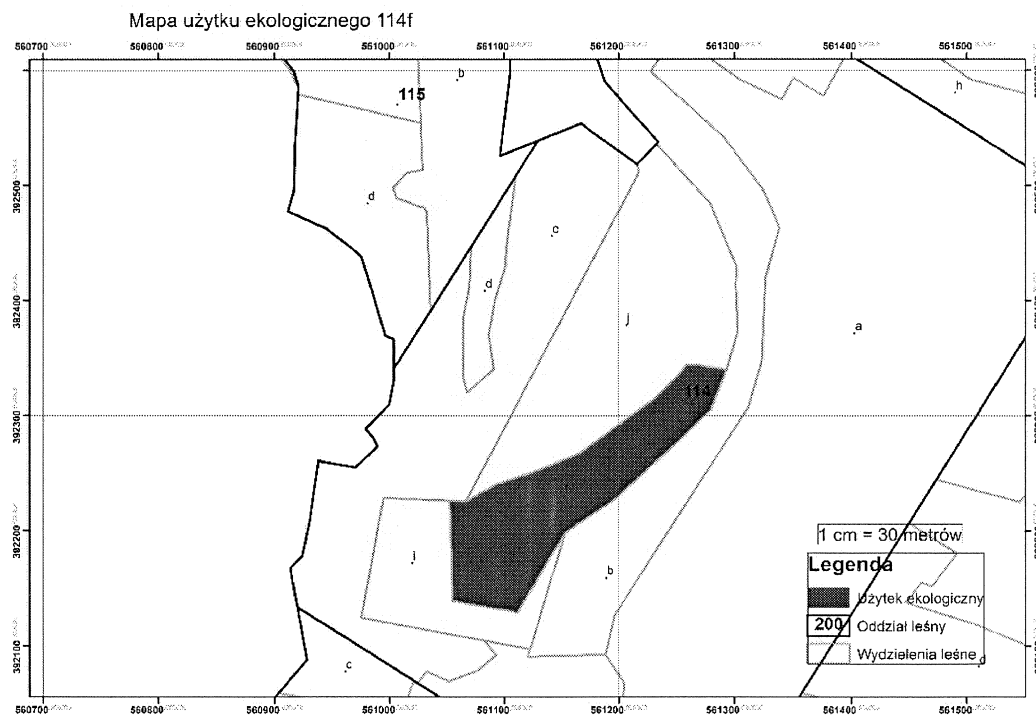 Mapa użytku ekologicznego 114f
560700 560800 560900 561000 561100 561200 561300 561400 561500
b
h
115
392500
d
c
d
392400
j
a
114
392300
392200
1 cm = 30 metrów
i
b
Legenda
Użytek ekologiczny
200 Oddział leśny
Wydzielenia leśne
392100
c
d
560700 560800 560900 561000 561100 561200 561300 561400 561500